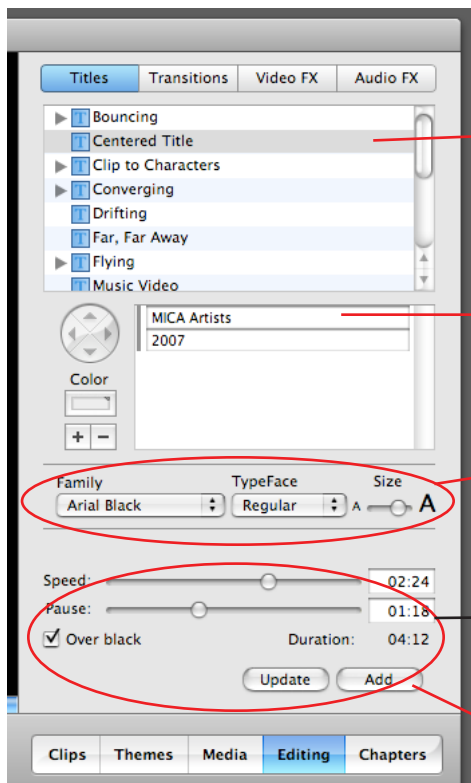 Titles Transitions Video FX Audio FX
T Bouncing
T Centered Title
T Clip to Characters
T Converging
T Drifting
T Far, Far Away
T Flying
T Music Video
MICA Artists
2007
Color
+ −
Family TypeFace Size
Arial Black Regular A A
Speed: 02:24
Pause: 01:18
Over black Duration: 04:12
Update Add
Clips Themes Media Editing Chapters